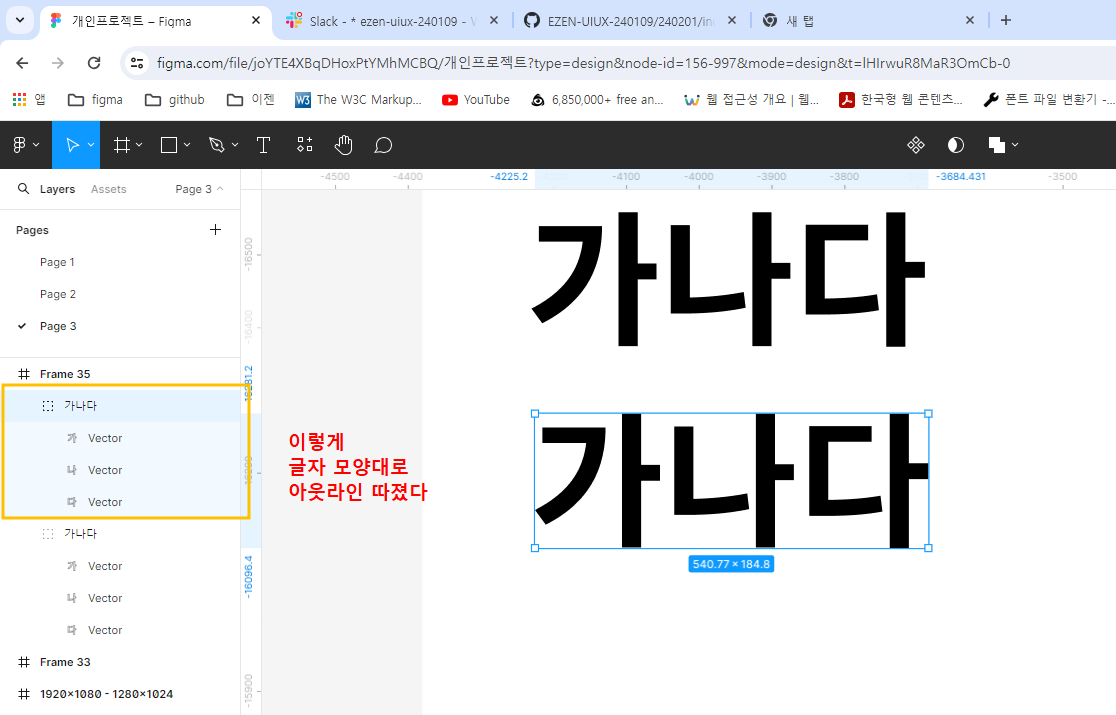 개인프로젝트 – Figma
Slack - * ezen-uiux-240109 -
EZEN-UIUX-240109/240201/in
새 탭
figma.com/file/joYTE4XBqDHoxPtYMhMCBQ/개인프로젝트?type=design&node-id=156-997&mode=design&t=lHIrwuR8MaR3OmCb-0
앱
figma
github
이젠
The W3C Markup...
YouTube
6,850,000+ free an...
웹 접근성 개요 | 웹...
한국형 웹 콘텐츠...
폰트 파일 변환기 -...
Layers
Assets
Page 3
-4500
-4400
-4225.2
-4100
-4000
-3900
-3800
-3684.431
-3500
Pages
Page 1
Page 2
Page 3
-16500
-16400
-16281.2
-16200
-16096.4
-15900
Frame 35
가나다
Vector
Vector
Vector
가나다
Vector
Vector
Vector
Frame 33
1920×1080 - 1280×1024
가나다
이렇게
글자 모양대로
아웃라인 따졌다
가나다
540.77 × 184.8